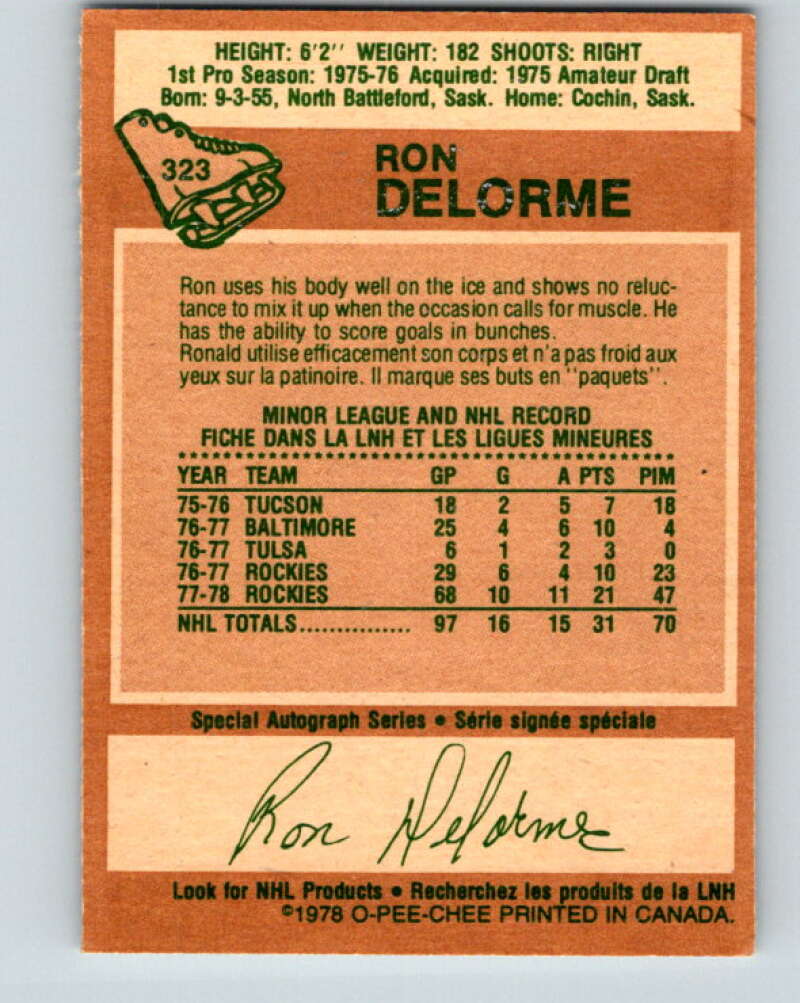 HEIGHT: 6'2'' WEIGHT: 182 SHOOTS: RIGHT
1st Pro Season: 1975-76 Acquired: 1975 Amateur Draft
Born: 9-3-55, North Battleford, Sask. Home: Cochin, Sask.
323
RON
DELORME
Ron uses his body well on the ice and shows no reluc-
tance to mix it up when the occasion calls for muscle. He
has the ability to score goals in bunches.
Ronald utilise efficacement son corps et n'a pas froid aux
yeux sur la patinoire. Il marque ses buts en "paquets".
MINOR LEAGUE AND NHL RECORD
FICHE DANS LA LNH ET LES LIGUES MINEURES
YEAR TEAM GP G A PTS PIM
75-76 TUCSON 18 2 5 7 18
76-77 BALTIMORE 25 4 6 10 4
76-77 TULSA 6 1 2 3 0
76-77 ROCKIES 29 6 4 10 23
77-78 ROCKIES 68 10 11 21 47
NHL TOTALS............... 97 16 15 31 70
Special Autograph Series • Série signée spéciale
Ron Delorme
Look for NHL Products • Recherchez les produits de la LNH
©1978 O-PEE-CHEE PRINTED IN CANADA.